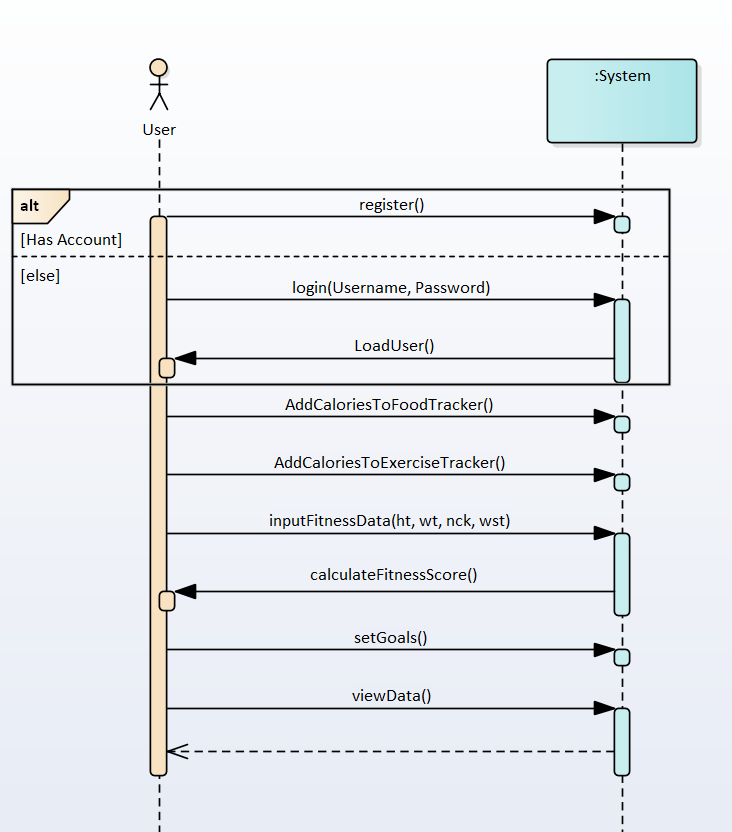 :System
User
alt
register()
[Has Account]
[else]
login(Username, Password)
LoadUser()
AddCaloriesToFoodTracker()
AddCaloriesToExerciseTracker()
inputFitnessData(ht, wt, nck, wst)
calculateFitnessScore()
setGoals()
viewData()